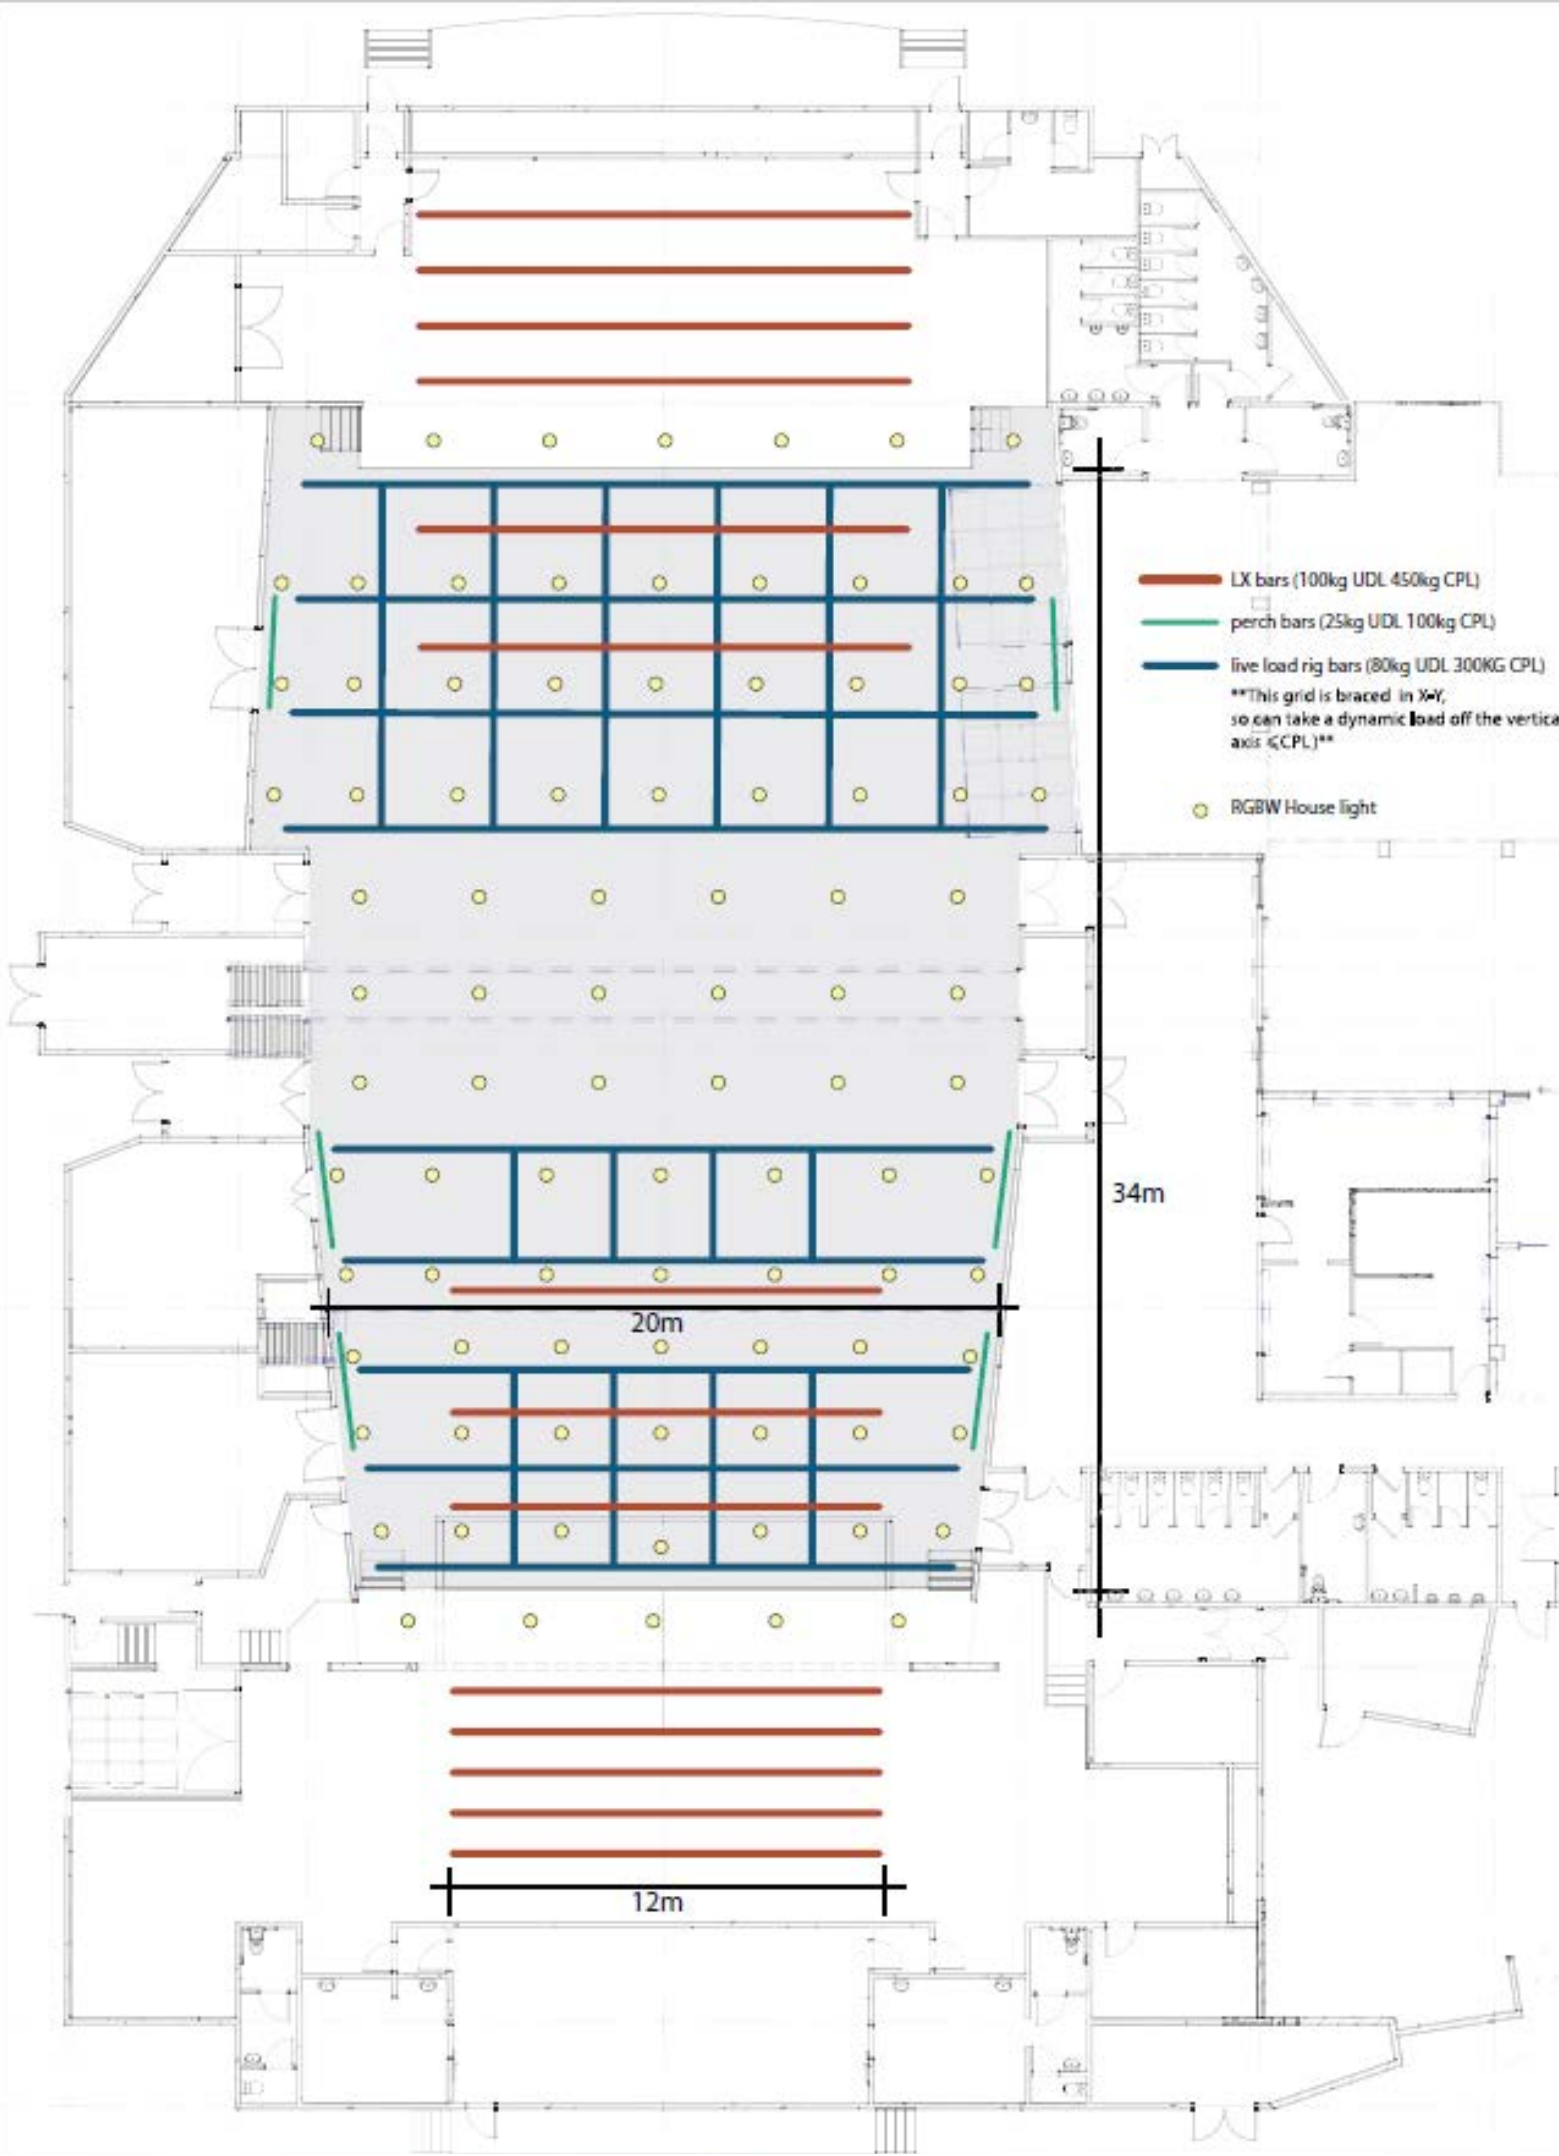 LX bars (100kg UDL 450kg CPL)
perch bars (25kg UDL 100kg CPL)
live load rig bars (80kg UDL 300KG CPL)
**This grid is braced in X-Y,
so can take a dynamic load off the vertica
axis ⩽CPL)**
RGBW House light
34m
20m
12m